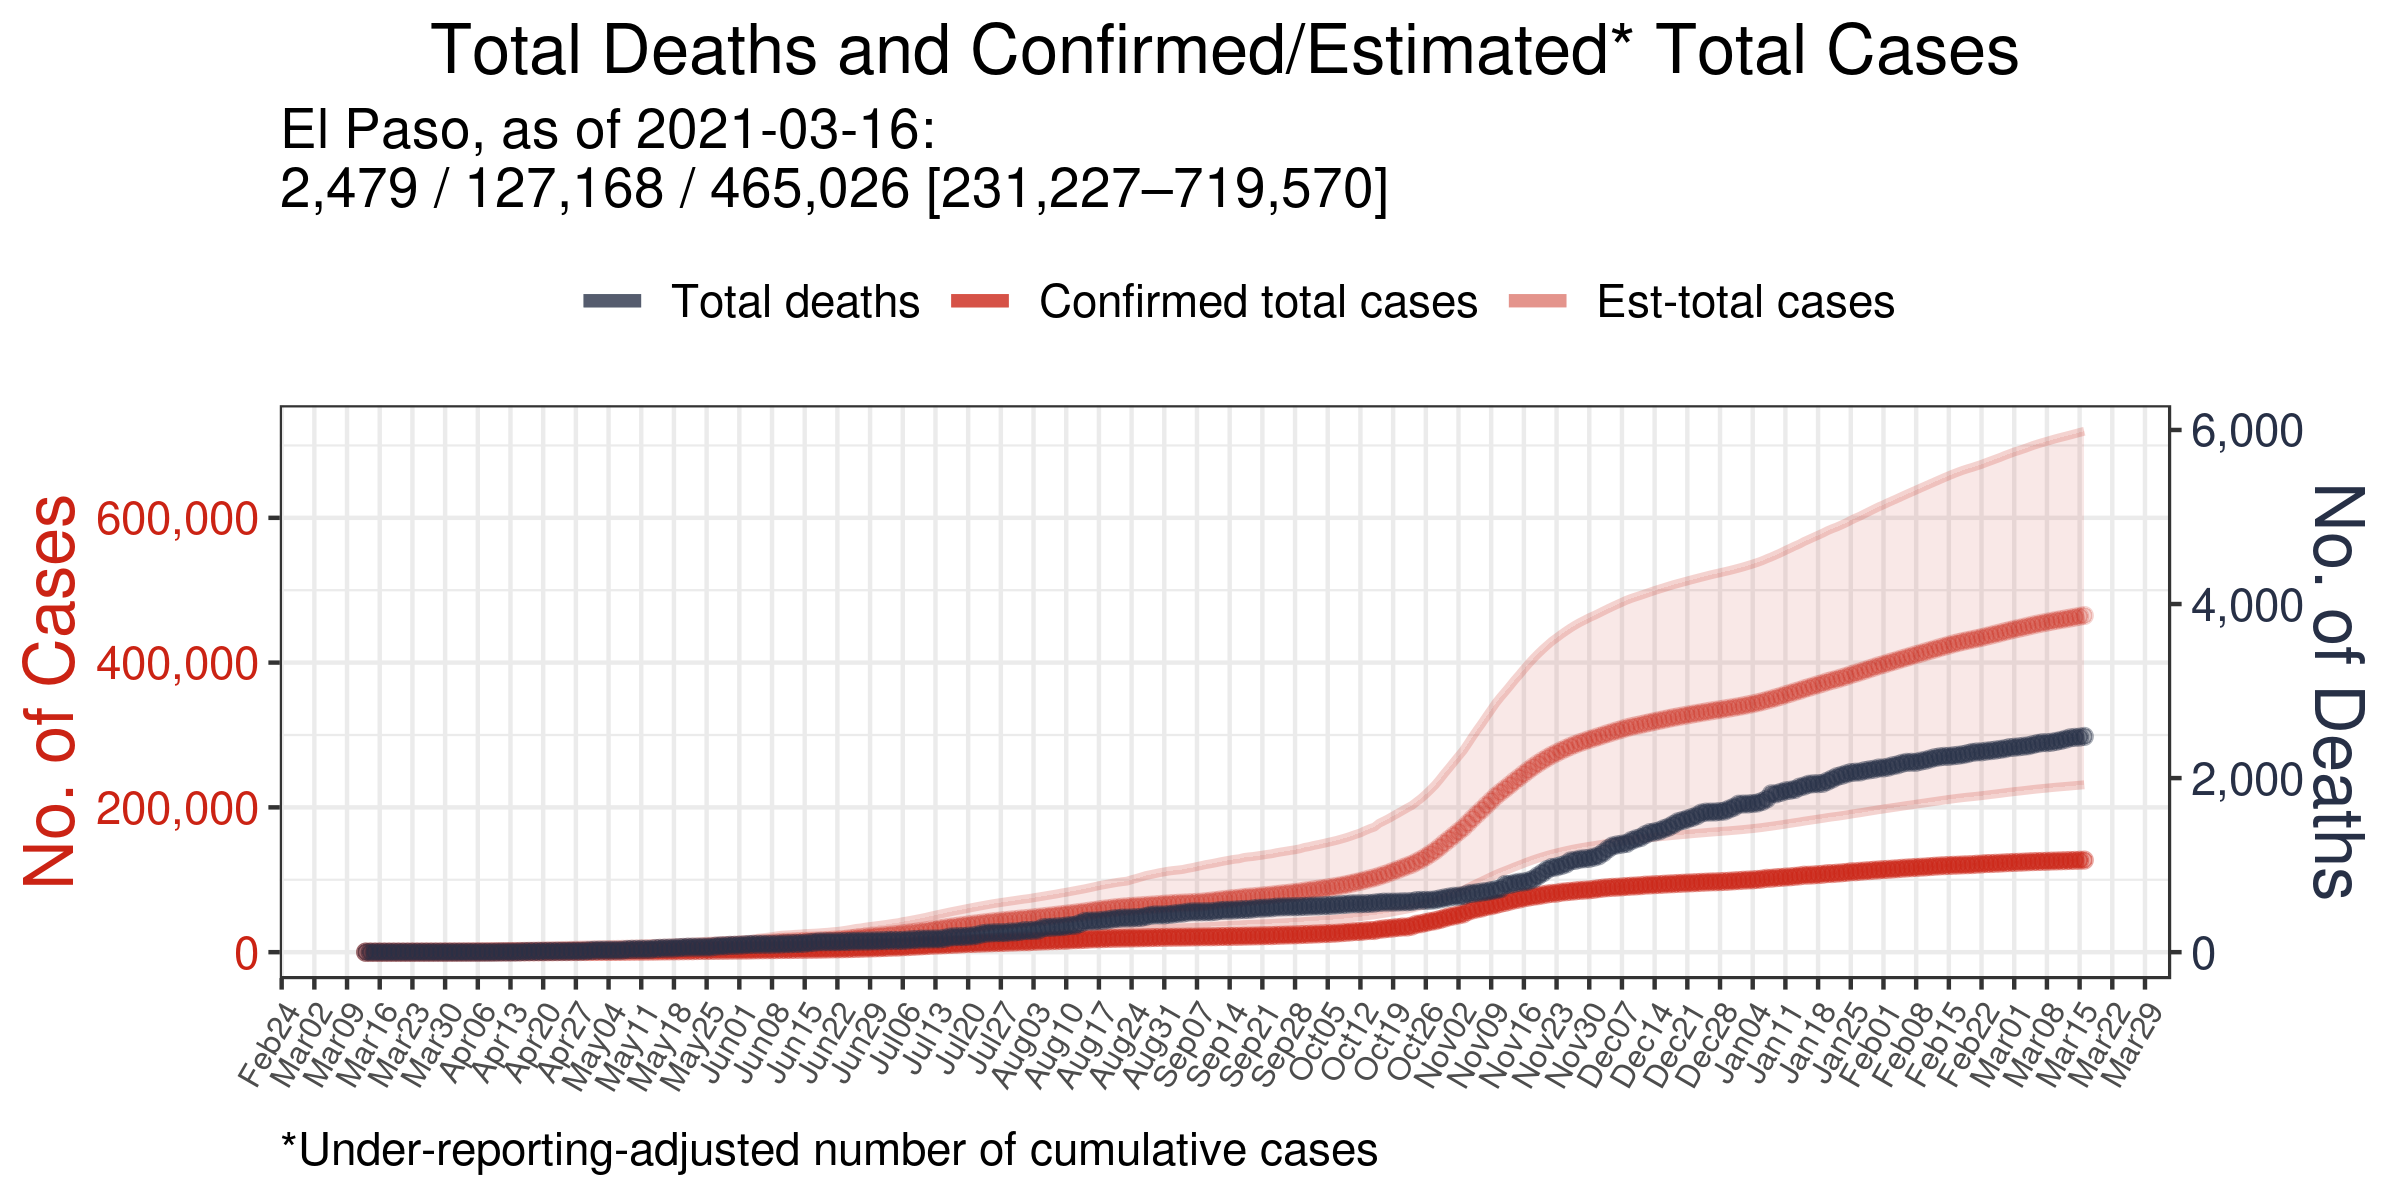 Total Deaths and Confirmed/Estimated* Total Cases
El Paso, as of 2021-03-16:
2,479 / 127,168 / 465,026 [231,227–719,570]
Total deaths Confirmed total cases Est-total cases
No. of Cases
600,000
400,000
200,000
0
6,000
4,000
2,000
0
No. of Deaths
Feb24 Mar02 Mar09 Mar16 Mar23 Mar30 Apr06 Apr13 Apr20 Apr27 May04 May11 May18 May25 Jun01 Jun08 Jun15 Jun22 Jun29 Jul06 Jul13 Jul20 Jul27 Aug03 Aug10 Aug17 Aug24 Aug31 Sep07 Sep14 Sep21 Sep28 Oct05 Oct12 Oct19 Oct26 Nov02 Nov09 Nov16 Nov23 Nov30 Dec07 Dec14 Dec21 Dec28 Jan04 Jan11 Jan18 Jan25 Feb01 Feb08 Feb15 Feb22 Mar01 Mar08 Mar15 Mar22 Mar29
*Under-reporting-adjusted number of cumulative cases